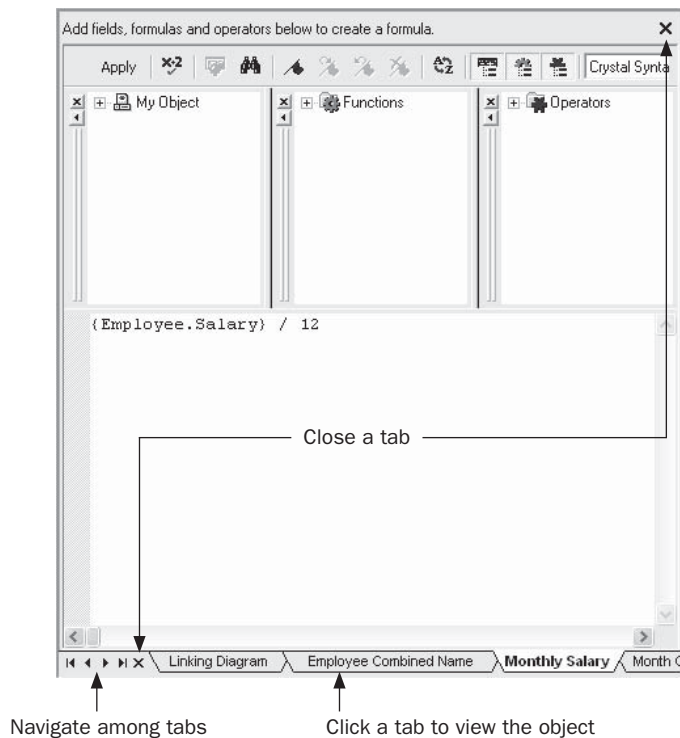 Add fields, formulas and operators below to create a formula.
Apply
Crystal Synta
My Object
Functions
Operators
{Employee.Salary} / 12
Close a tab
Linking Diagram
Employee Combined Name
Monthly Salary
Month
Navigate among tabs
Click a tab to view the object